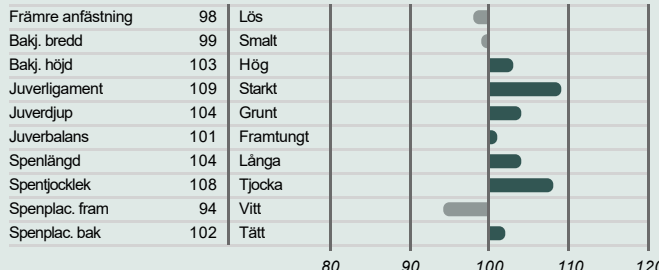 Främre anfästning 98 Lös
Bakj. bredd 99 Smalt
Bakj. höjd 103 Hög
Juverligament 109 Starkt
Juverdjup 104 Grunt
Juverbalans 101 Framtungt
Spenlängd 104 Långa
Spentjocklek 108 Tjocka
Spenplac. fram 94 Vitt
Spenplac. bak 102 Tätt
80 90 100 110 120